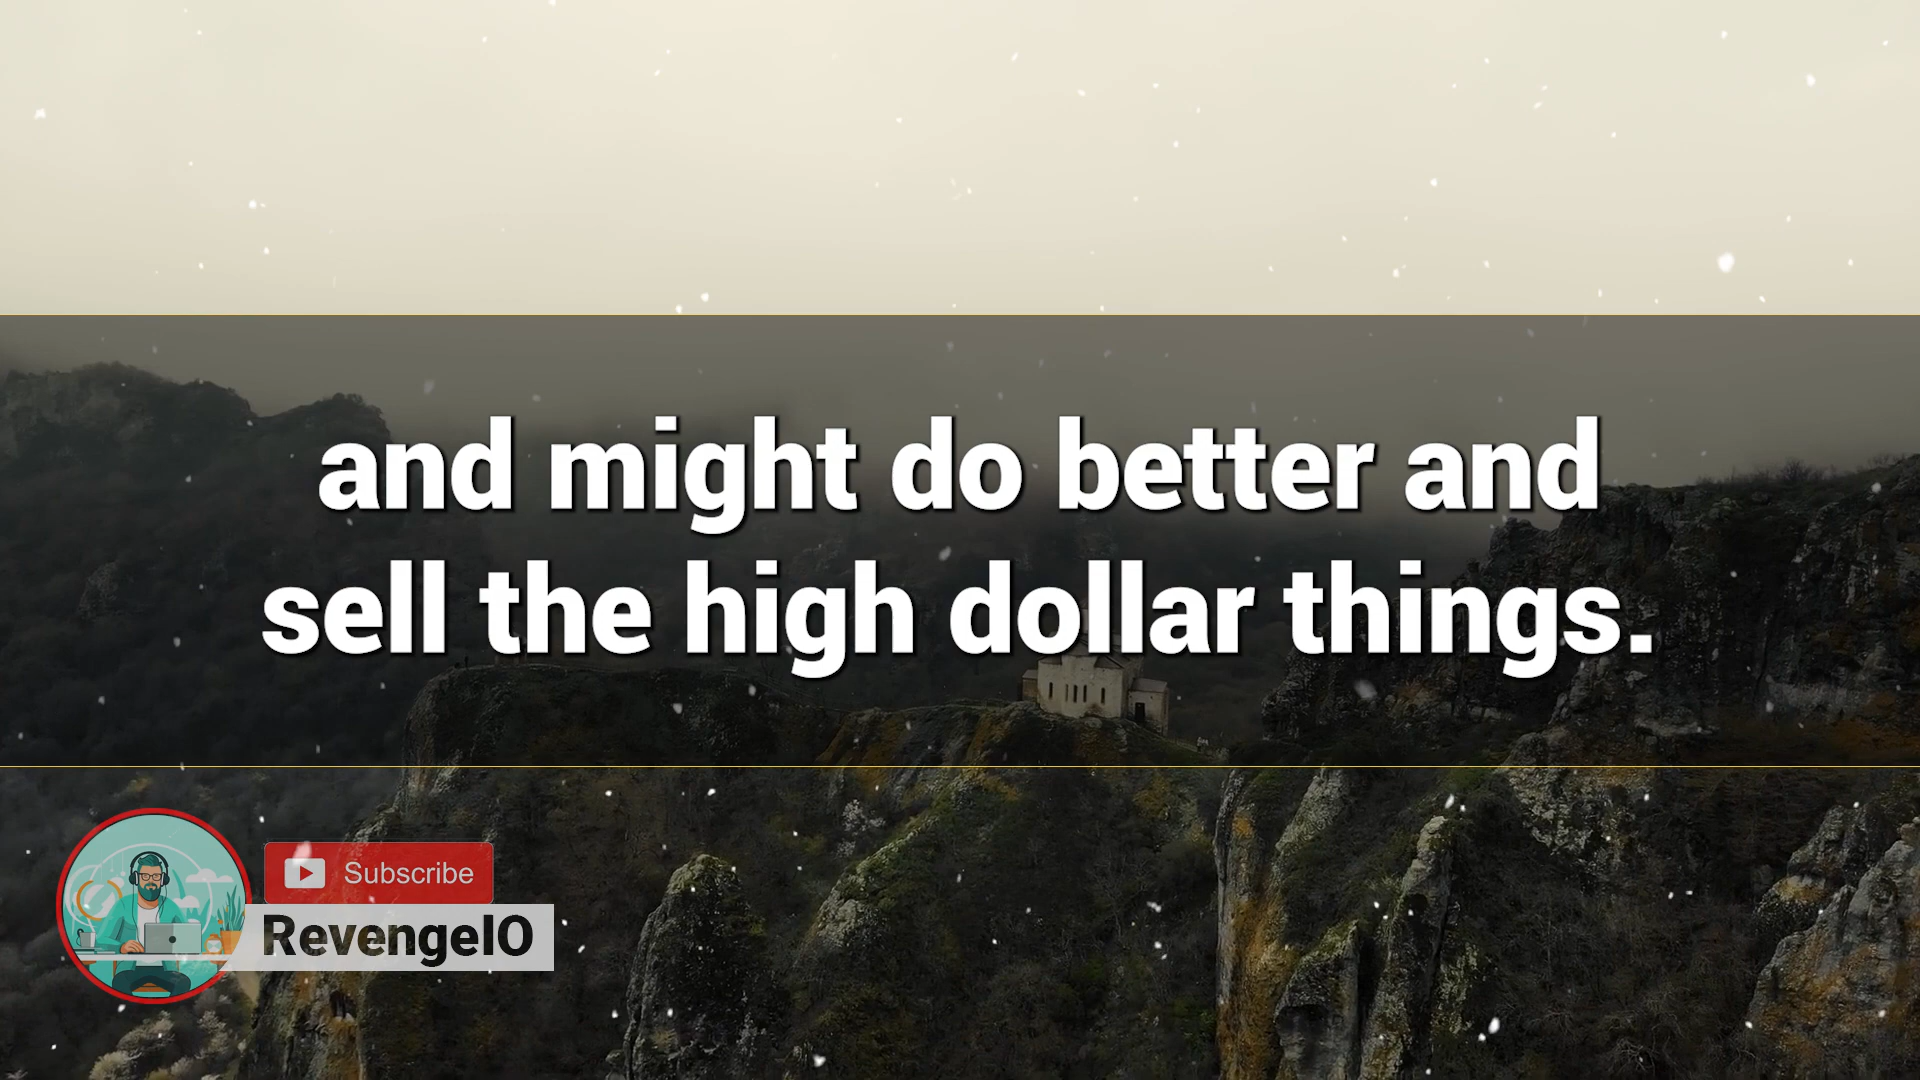 and might do better and
sell the high dollar things.
Subscribe
RevengeIO